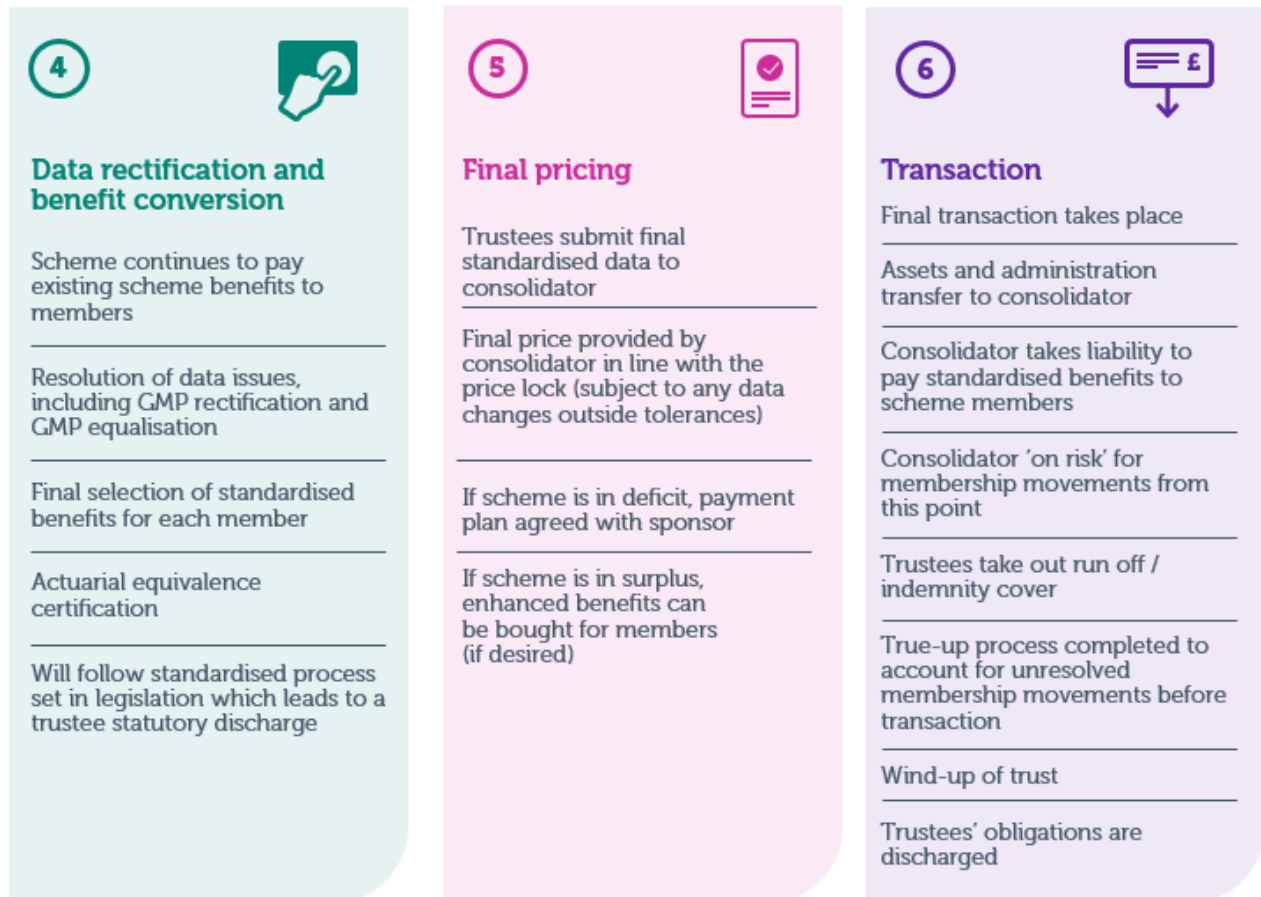 4
Data rectification and
benefit conversion
Scheme continues to pay
existing scheme benefits to
members
Resolution of data issues,
including GMP rectification and
GMP equalisation
Final selection of standardised
benefits for each member
Actuarial equivalence
certification
Will follow standardised process
set in legislation which leads to a
trustee statutory discharge
5
Final pricing
Trustees submit final
standardised data to
consolidator
Final price provided by
consolidator in line with the
price lock (subject to any data
changes outside tolerances)
If scheme is in deficit, payment
plan agreed with sponsor
If scheme is in surplus,
enhanced benefits can
be bought for members
(if desired)
6
£
Transaction
Final transaction takes place
Assets and administration
transfer to consolidator
Consolidator takes liability to
pay standardised benefits to
scheme members
Consolidator ‘on risk’ for
membership movements from
this point
Trustees take out run off /
indemnity cover
True-up process completed to
account for unresolved
membership movements before
transaction
Wind-up of trust
Trustees’ obligations are
discharged